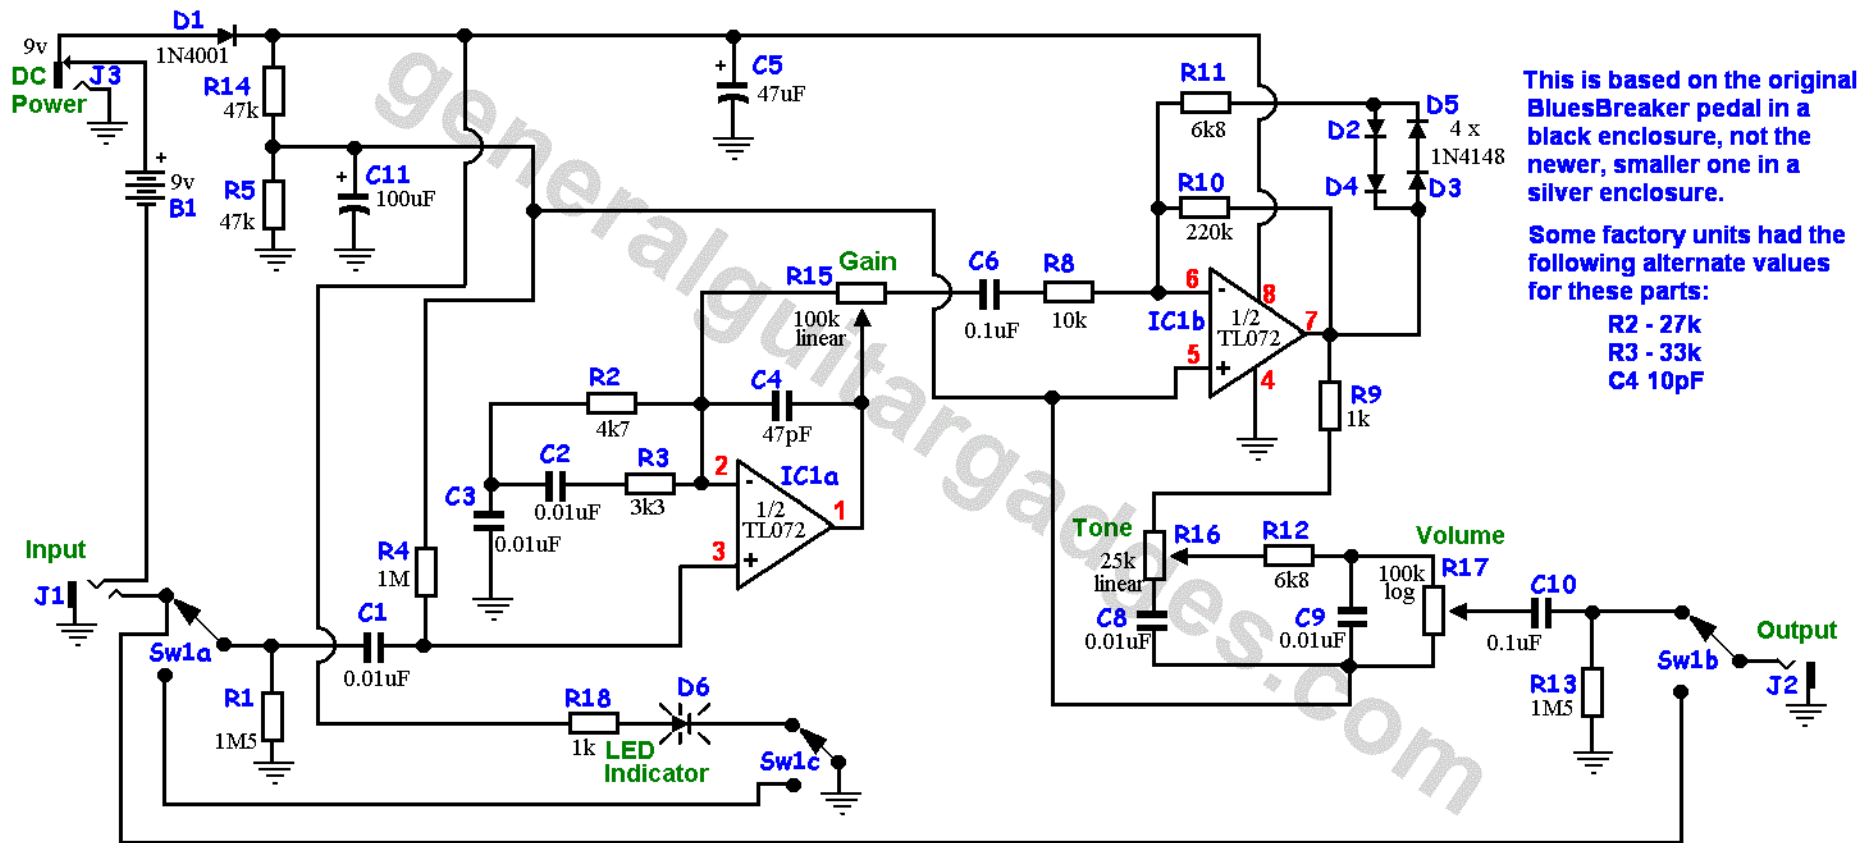 D1
1N4001
9v
DC
Power
J3
R14
47k
R5
47k
C11
+
100uF
+
C5
47uF
+
9v
B1
R11
6k8
D2
D5
4 x
1N4148
D4
D3
R10
220k
This is based on the original
BluesBreaker pedal in a
black enclosure, not the
newer, smaller one in a
silver enclosure.
Some factory units had the
following alternate values
for these parts:
R2 - 27k
R3 - 33k
C4 10pF
Gain
R15
100k
linear
C6
0.1uF
R8
10k
6
-
8
IC1b
1/2
TL072
7
5
+
4
R9
1k
R2
4k7
C4
47pF
C2
0.01uF
R3
3k3
C3
0.01uF
2
-
IC1a
1/2
TL072
1
3
+
R4
1M
Input
J1
Sw1a
C1
0.01uF
R1
1M5
R18
1k
D6
LED
Indicator
Sw1c
Tone
R16
25k
linear
R12
6k8
C8
0.01uF
C9
0.01uF
Volume
R17
100k
log
C10
0.1uF
R13
1M5
Sw1b
Output
J2
generalguitargadges.com